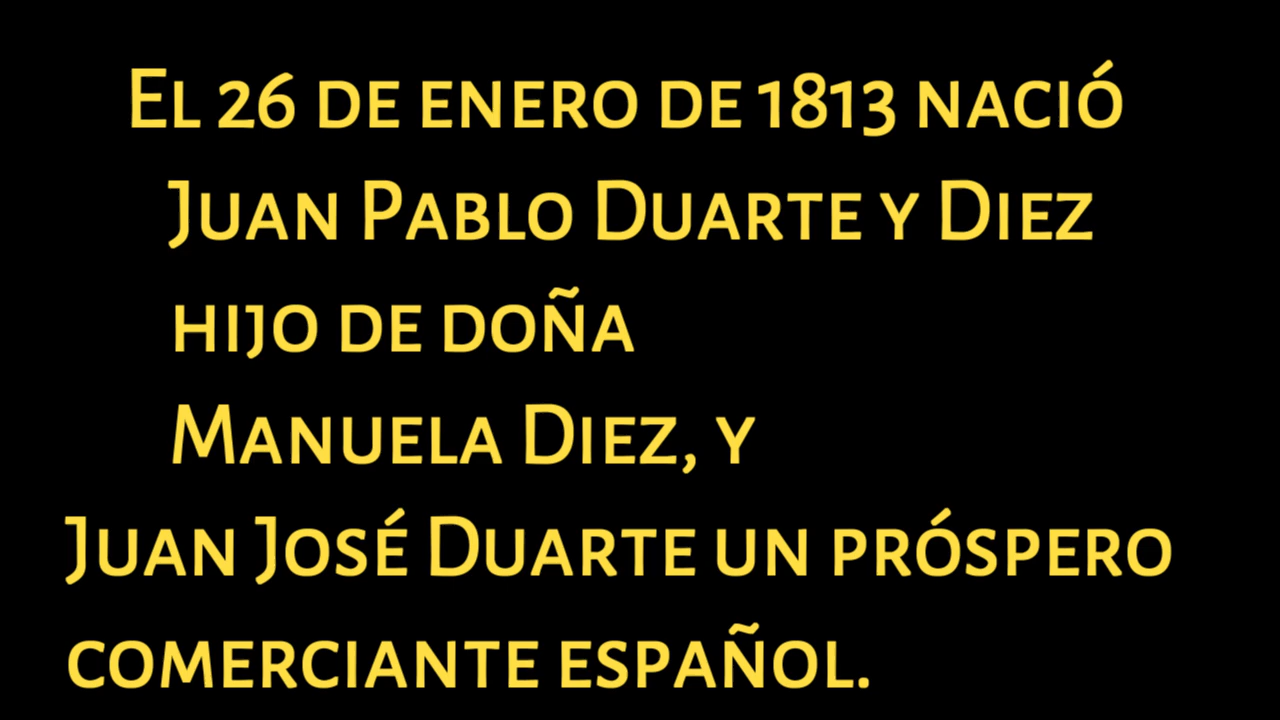 El 26 de enero de 1813 nació
Juan Pablo Duarte y Diez
hijo de doña
Manuela Diez, y
Juan José Duarte un próspero
comerciante español.